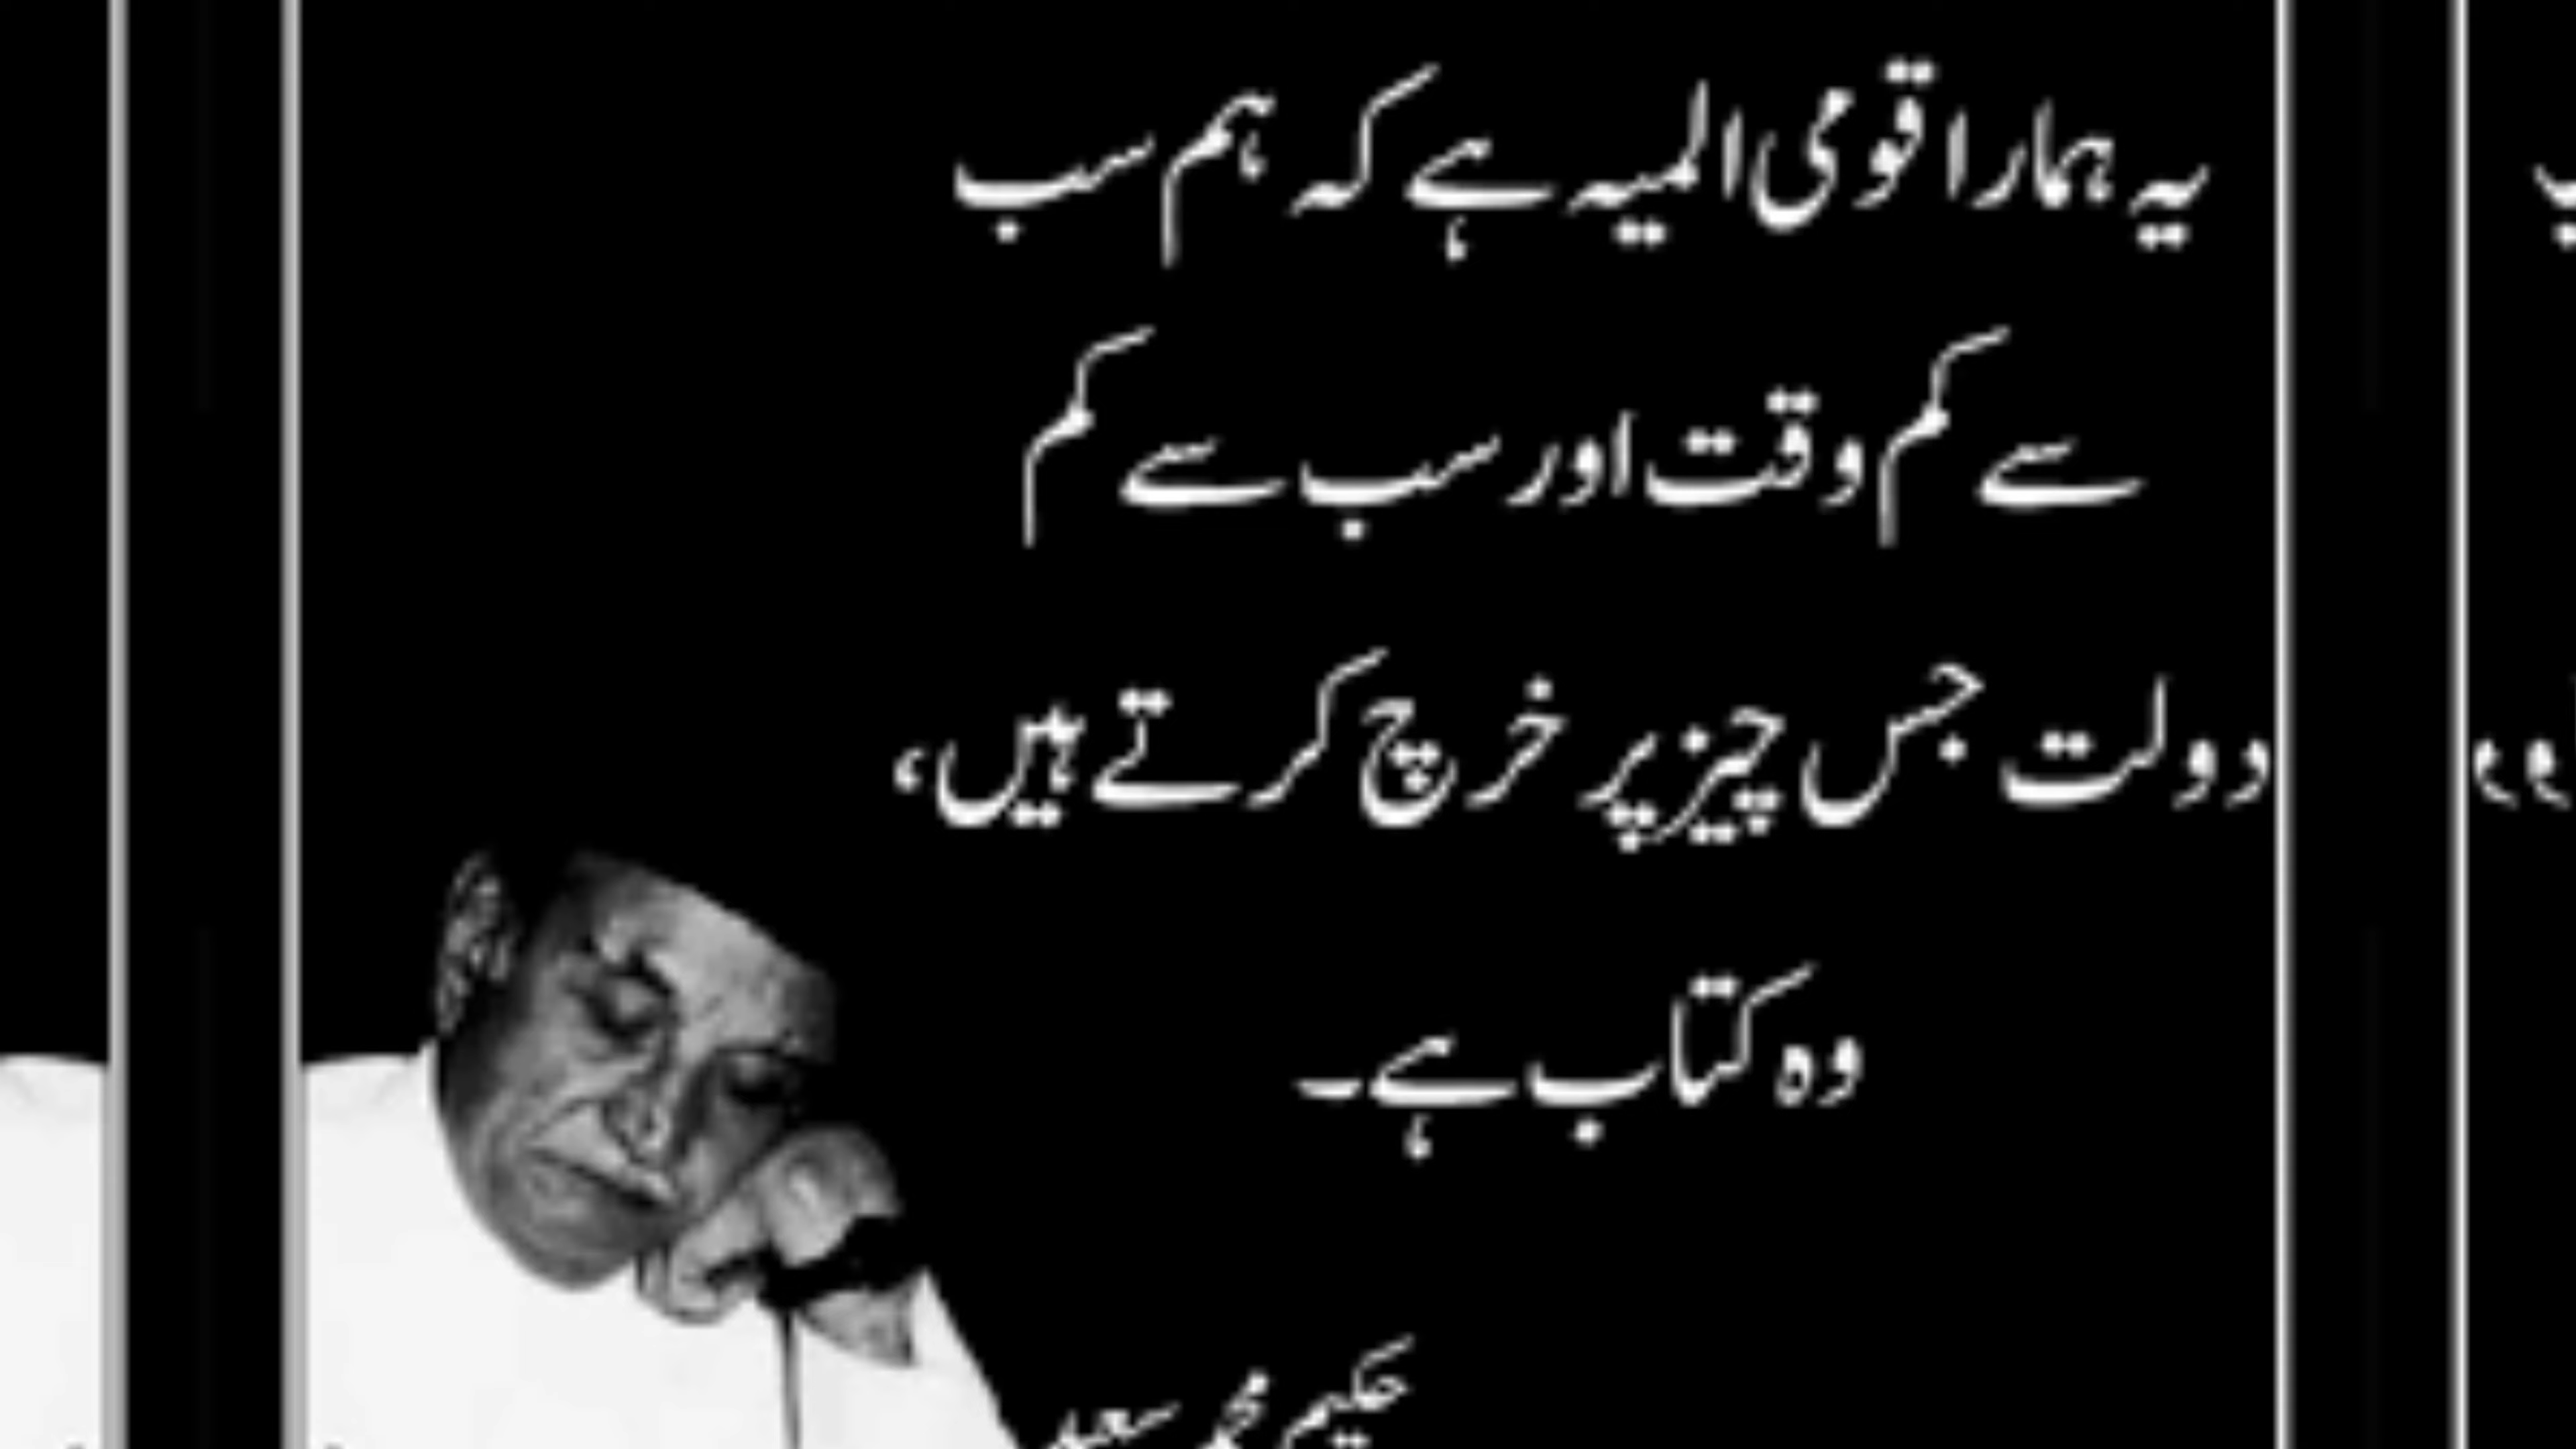 یہ ہمارا قومی المیہ ہے کہ ہم سب
سے کم وقت اور سب سے کم
دولت جس چیز پر خرچ کرتے ہیں،
وہ کتاب ہے۔
حکیم محمد سعید